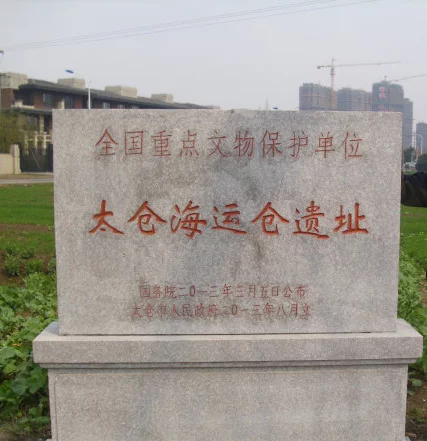 全国重点文物保护单位
太仓海运仓遗址
国务院二〇一三年三月五日公布
太仓市人民政府二〇一三年八月立